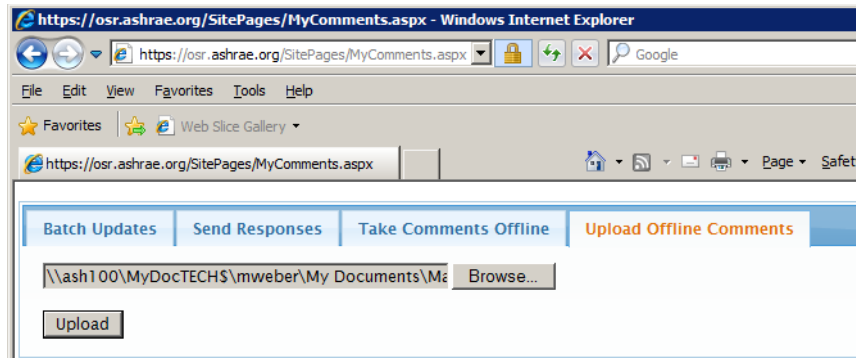 https://osr.ashrae.org/SitePages/MyComments.aspx - Windows Internet Explorer
https://osr.ashrae.org/SitePages/MyComments.aspx Google
File Edit View Favorites Tools Help
Favorites Web Slice Gallery
https://osr.ashrae.org/SitePages/MyComments.aspx Page Safet
Batch Updates Send Responses Take Comments Offline Upload Offline Comments
\\ash100\MyDocTECH$\mweber\My Documents\Ma Browse...
Upload